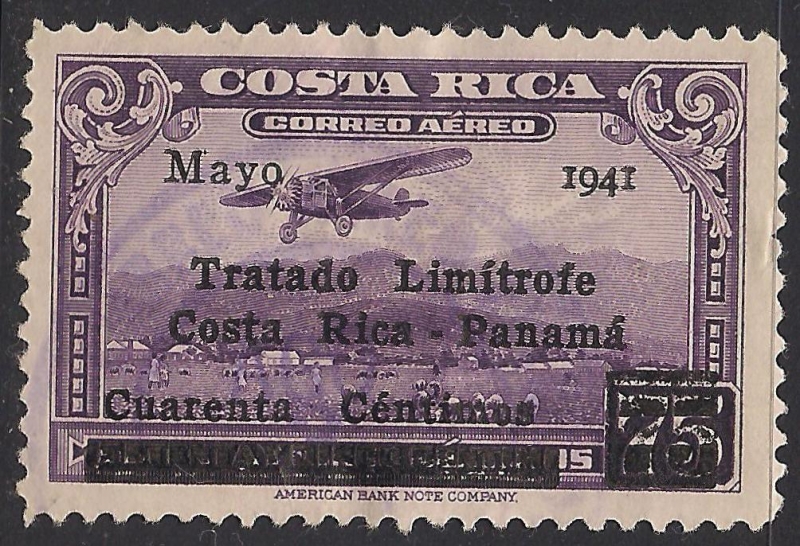 COSTA RICA
CORREO AÉREO
Mayo 1941
Tratado Limítrofe
Costa Rica - Panamá
Cuarenta Céntimos
75
AMERICAN BANK NOTE COMPANY.